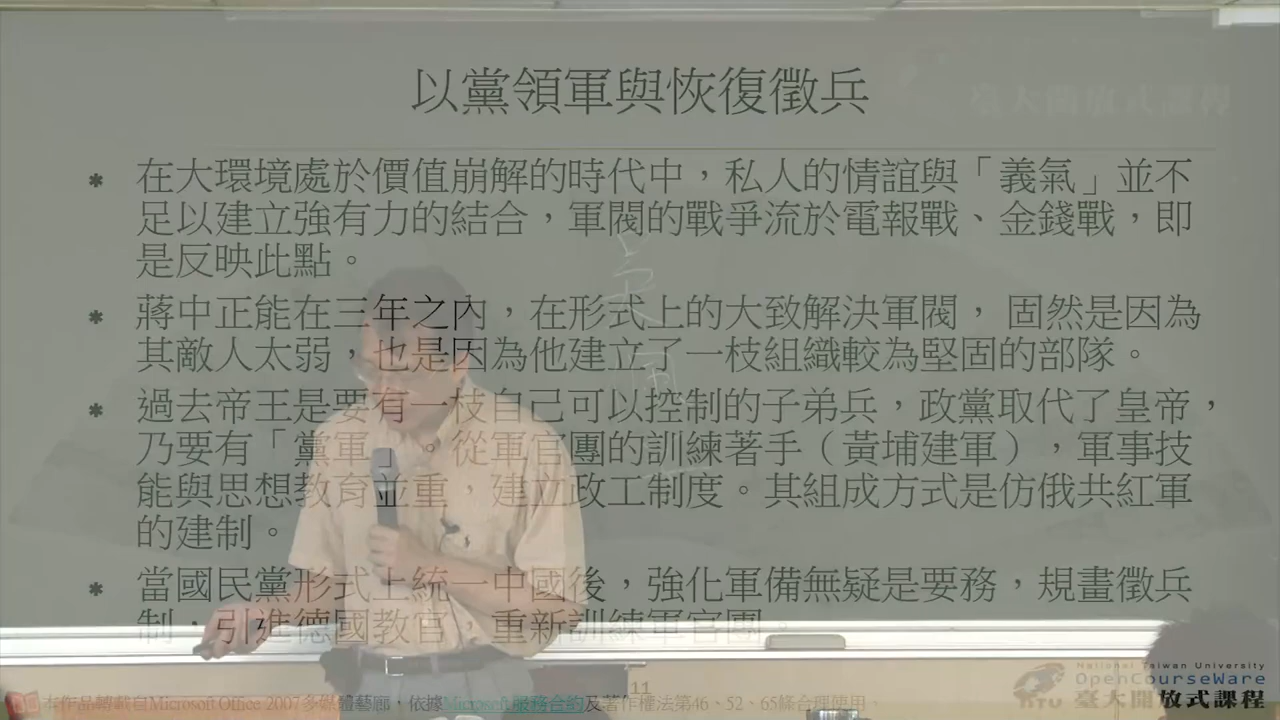 以黨領軍與恢復徵兵
臺大開放式課程
* 在大環境處於價值崩解的時代中，私人的情誼與「義氣」並不
足以建立強有力的結合，軍閥的戰爭流於電報戰、金錢戰，即
是反映此點。
* 蔣中正能在三年之內，在形式上的大致解決軍閥， 固然是因為
其敵人太弱，也是因為他建立了一枝組織較為堅固的部隊。
* 過去帝王是要有一枝自己可以控制的子弟兵，政黨取代了皇帝，
乃要有「黨軍」。從軍官團的訓練著手（黃埔建軍），軍事技
能與思想教育並重，建立政工制度。其組成方式是仿俄共紅軍
的建制。
* 當國民黨形式上統一中國後，強化軍備無疑是要務，規畫徵兵
制，引進德國教官，重新訓練軍官團。
11
本作品轉載自Microsoft Office 2007多媒體藝廊，依據Microsoft服務合約及著作權法第46、52、65條合理使用。
National Taiwan University
OpenCourseWare
NTU 臺大開放式課程